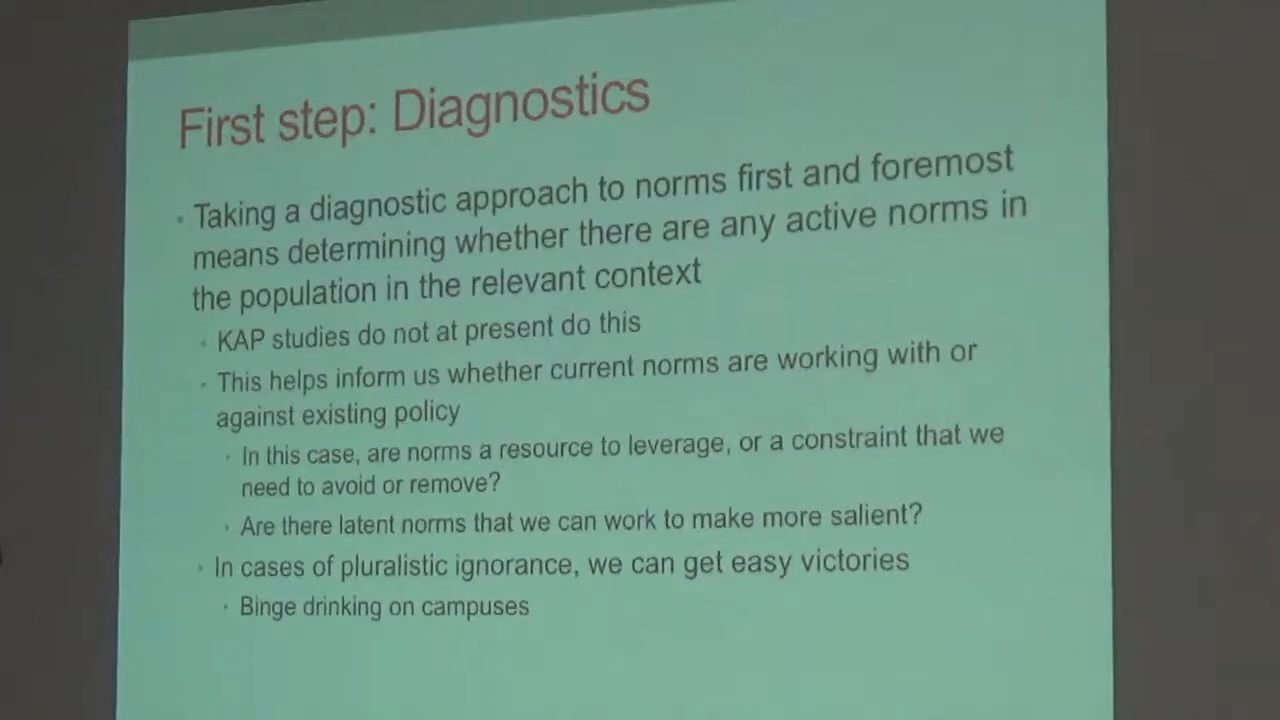 First step: Diagnostics
• Taking a diagnostic approach to norms first and foremost
means determining whether there are any active norms in
the population in the relevant context
• KAP studies do not at present do this
• This helps inform us whether current norms are working with or
against existing policy
• In this case, are norms a resource to leverage, or a constraint that we
need to avoid or remove?
• Are there latent norms that we can work to make more salient?
• In cases of pluralistic ignorance, we can get easy victories
• Binge drinking on campuses